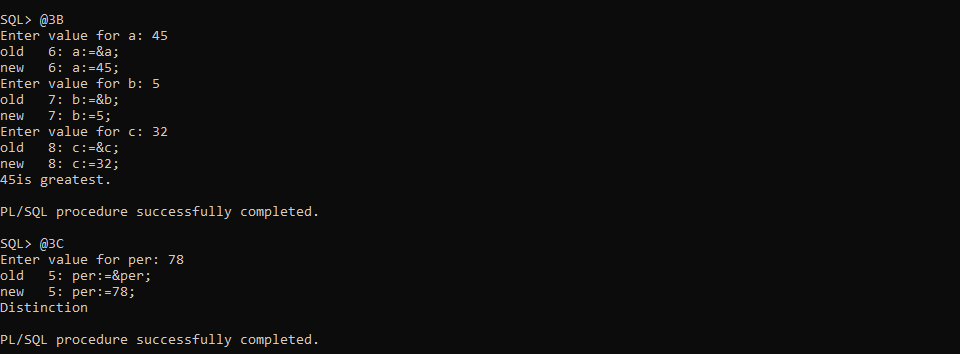 SQL> @3B
Enter value for a: 45
old   6: a:=&a;
new   6: a:=45;
Enter value for b: 5
old   7: b:=&b;
new   7: b:=5;
Enter value for c: 32
old   8: c:=&c;
new   8: c:=32;
45is greatest.
PL/SQL procedure successfully completed.
SQL> @3C
Enter value for per: 78
old   5: per:=&per;
new   5: per:=78;
Distinction
PL/SQL procedure successfully completed.